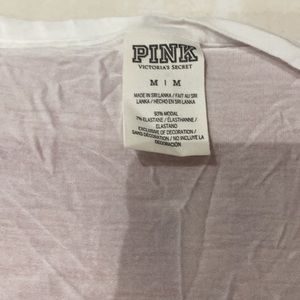 PINK
VICTORIA'S SECRET
M | M
MADE IN SRI LANKA / FAIT AU SRI
LANKA / HECHO EN SRI LANKA
93% MODAL
7% ELASTANE / ÉLASTHANNE /
ELASTANO
EXCLUSIVE OF DECORATION /
SANS DÉCORATION / NO INCLUYE LA
DECORACIÓN